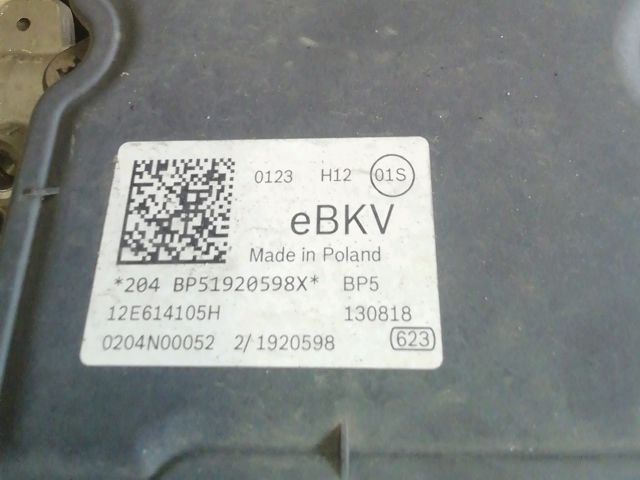 0123 H12 01S
eBKV
Made in Poland
*204 BP51920598X* BP5
12E614105H 130818
0204N00052 2/1920598 623